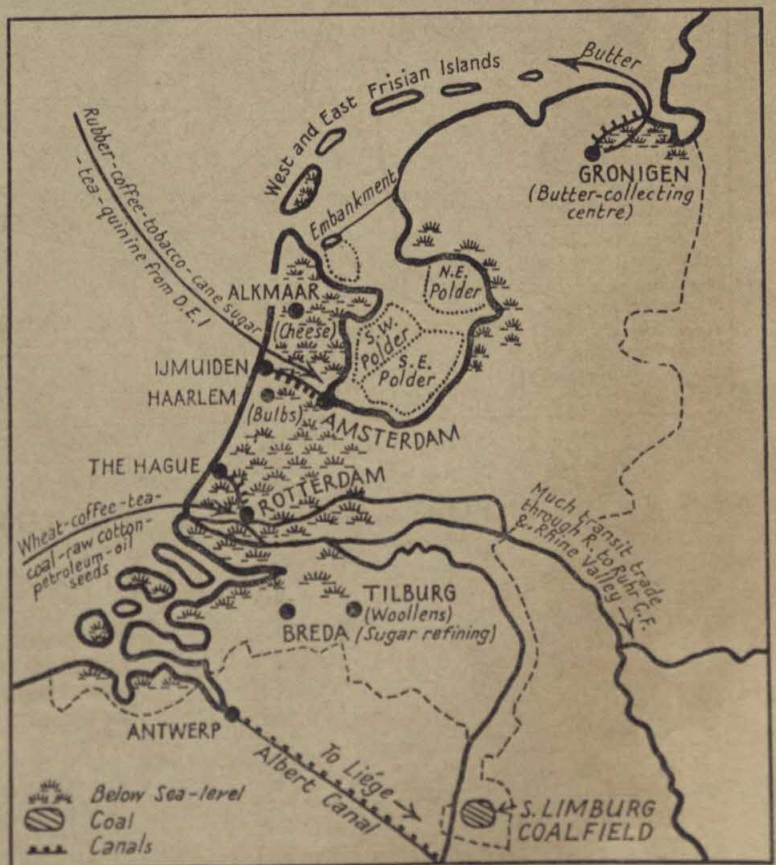 Butter
West and East Frisian Islands
GRONIGEN
(Butter-collecting
centre)
Embankment
Rubber-coffee-tobacco-cane sugar
-tea-quinine from D.E.I
N.E.
Polder
ALKMAAR
(Cheese)
S.W.
Polder
S.E.
Polder
IJMUIDEN
HAARLEM
(Bulbs)
AMSTERDAM
THE HAGUE
ROTTERDAM
Much transit trade
through R. to Ruhr C.F.
& Rhine Valley
Wheat-coffee-tea-
coal-raw cotton-
petroleum-oil
seeds
TILBURG
(Woollens)
BREDA (Sugar refining)
ANTWERP
To Liége
Albert Canal
S. LIMBURG
COALFIELD
Below Sea-level
Coal
Canals